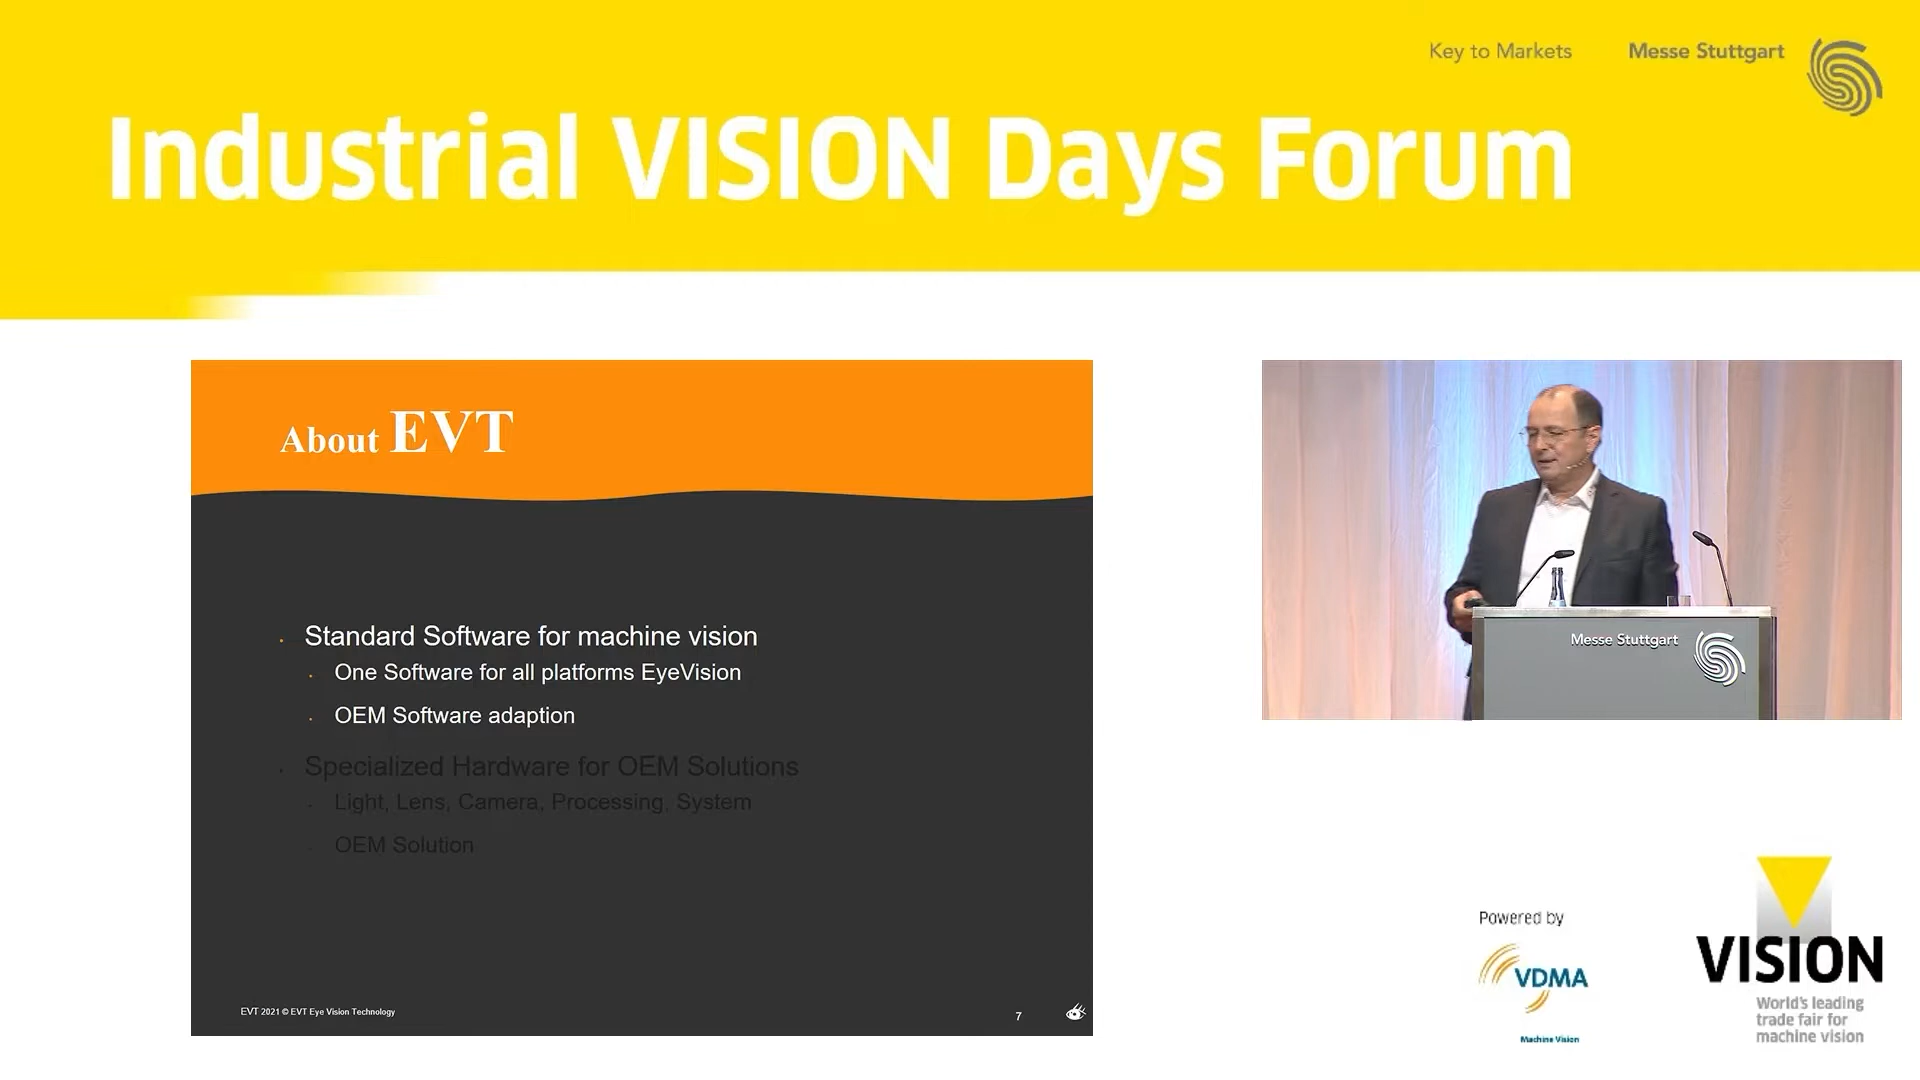 Key to Markets
Messe Stuttgart
Industrial VISION Days Forum
About EVT
Standard Software for machine vision
One Software for all platforms EyeVision
OEM Software adaption
Specialized Hardware for OEM Solutions
Light, Lens, Camera, Processing, System
OEM Solution
EVT 2021 © EVT Eye Vision Technology
7
Messe Stuttgart
Powered by
VDMA
Machine Vision
VISION
World's leading
trade fair for
machine vision